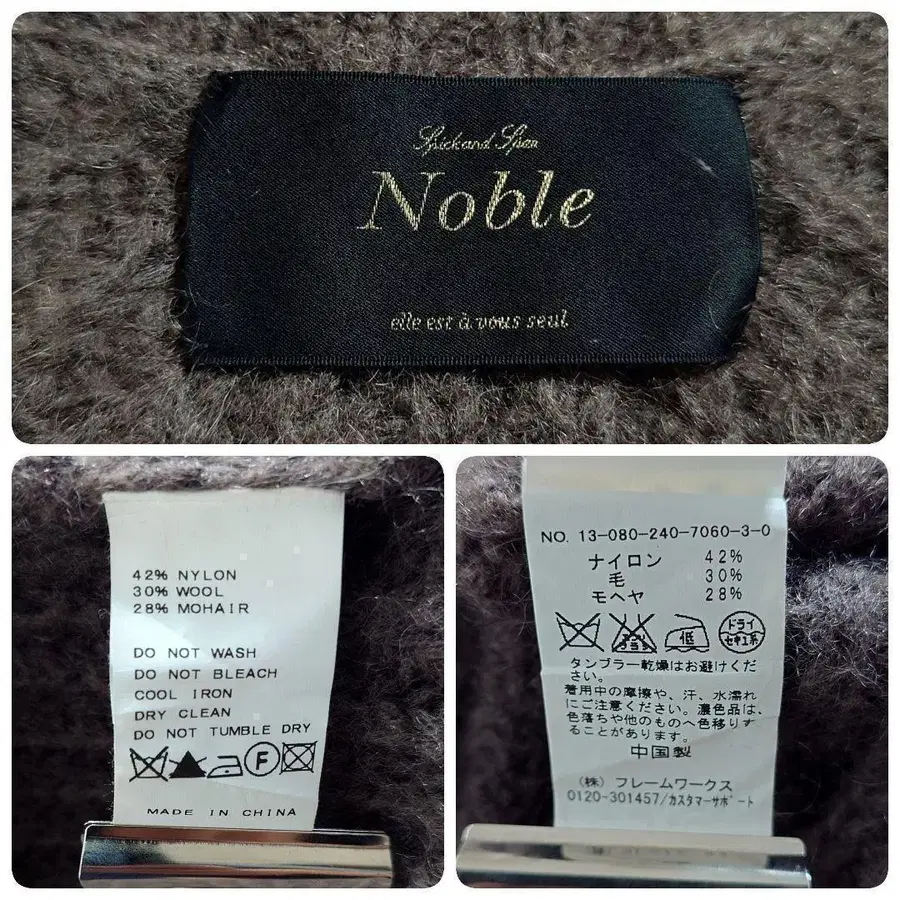 Spick and Span
Noble
elle est à vous seul
42% NYLON
30% WOOL
28% MOHAIR
DO NOT WASH
DO NOT BLEACH
COOL IRON
DRY CLEAN
DO NOT TUMBLE DRY
F
MADE IN CHINA
NO. 13-080-240-7060-3-0
ナイロン 42%
毛 30%
モヘヤ 28%
エンソ サラシ 低 ドライ セキユ系
タンブラー乾燥はお避けくだ
さい。
着用中の摩擦や、汗、水濡れ
にご注意ください。濃色品は、
色落ちや他のものへ色移りす
ることがあります。
中国製
(株) フレームワークス
0120-301457/カスタマーサポート